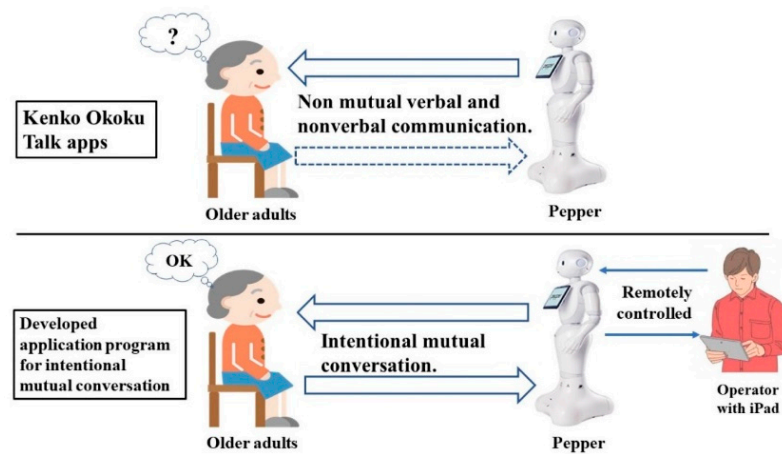 ?
Kenko Okoku
Talk apps
Non mutual verbal and
nonverbal communication.
Older adults
Pepper
OK
Developed
application program
for intentional
mutual conversation
Intentional mutual
conversation.
Remotely
controlled
Older adults
Pepper
Operator
with iPad